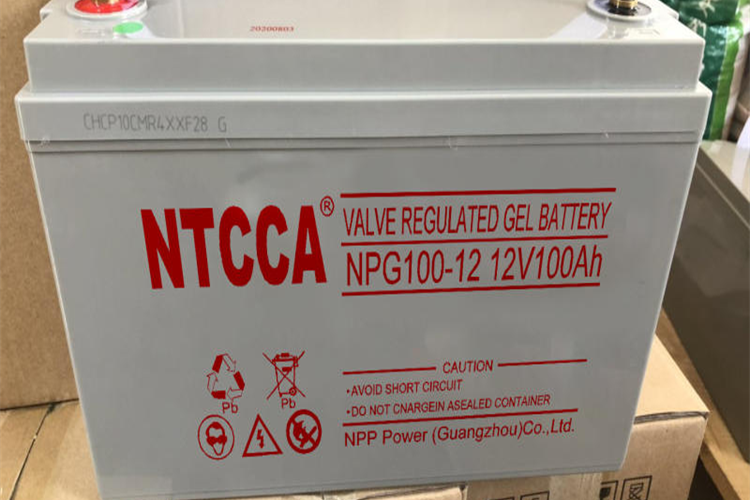 20200803
CHCP10CMR4XXF28 G
NTCCA®
VALVE REGULATED GEL BATTERY
NPG100-12 12V100Ah
CAUTION
•AVOID SHORT CIRCUIT
•DO NOT CNARGEIN ASEALED CONTAINER
NPP Power (Guangzhou)Co.,Ltd.
Pb
Pb